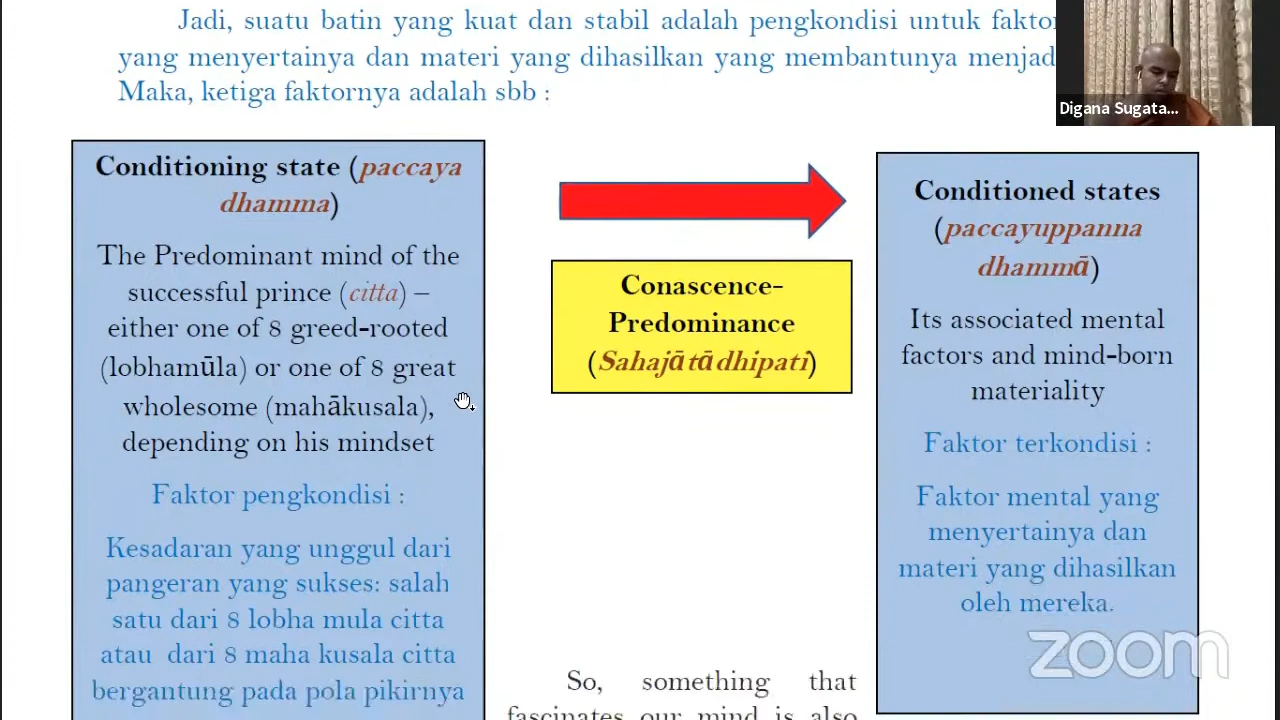 Jadi, suatu batin yang kuat dan stabil adalah pengkondisi untuk faktor
yang menyertainya dan materi yang dihasilkan yang membantunya menjad
Maka, ketiga faktornya adalah sbb :
Digana Sugata...
Conditioning state (paccaya
dhamma)
The Predominant mind of the
successful prince (citta) –
either one of 8 greed-rooted
(lobhamūla) or one of 8 great
wholesome (mahākusala),
depending on his mindset
Faktor pengkondisi :
Kesadaran yang unggul dari
pangeran yang sukses: salah
satu dari 8 lobha mula citta
atau dari 8 maha kusala citta
bergantung pada pola pikirnya
Conascence-
Predominance
(Sahajātādhipati)
So, something that
fascinates our mind is also
Conditioned states
(paccayuppanna
dhammā)
Its associated mental
factors and mind-born
materiality
Faktor terkondisi :
Faktor mental yang
menyertainya dan
materi yang dihasilkan
oleh mereka.
zoom